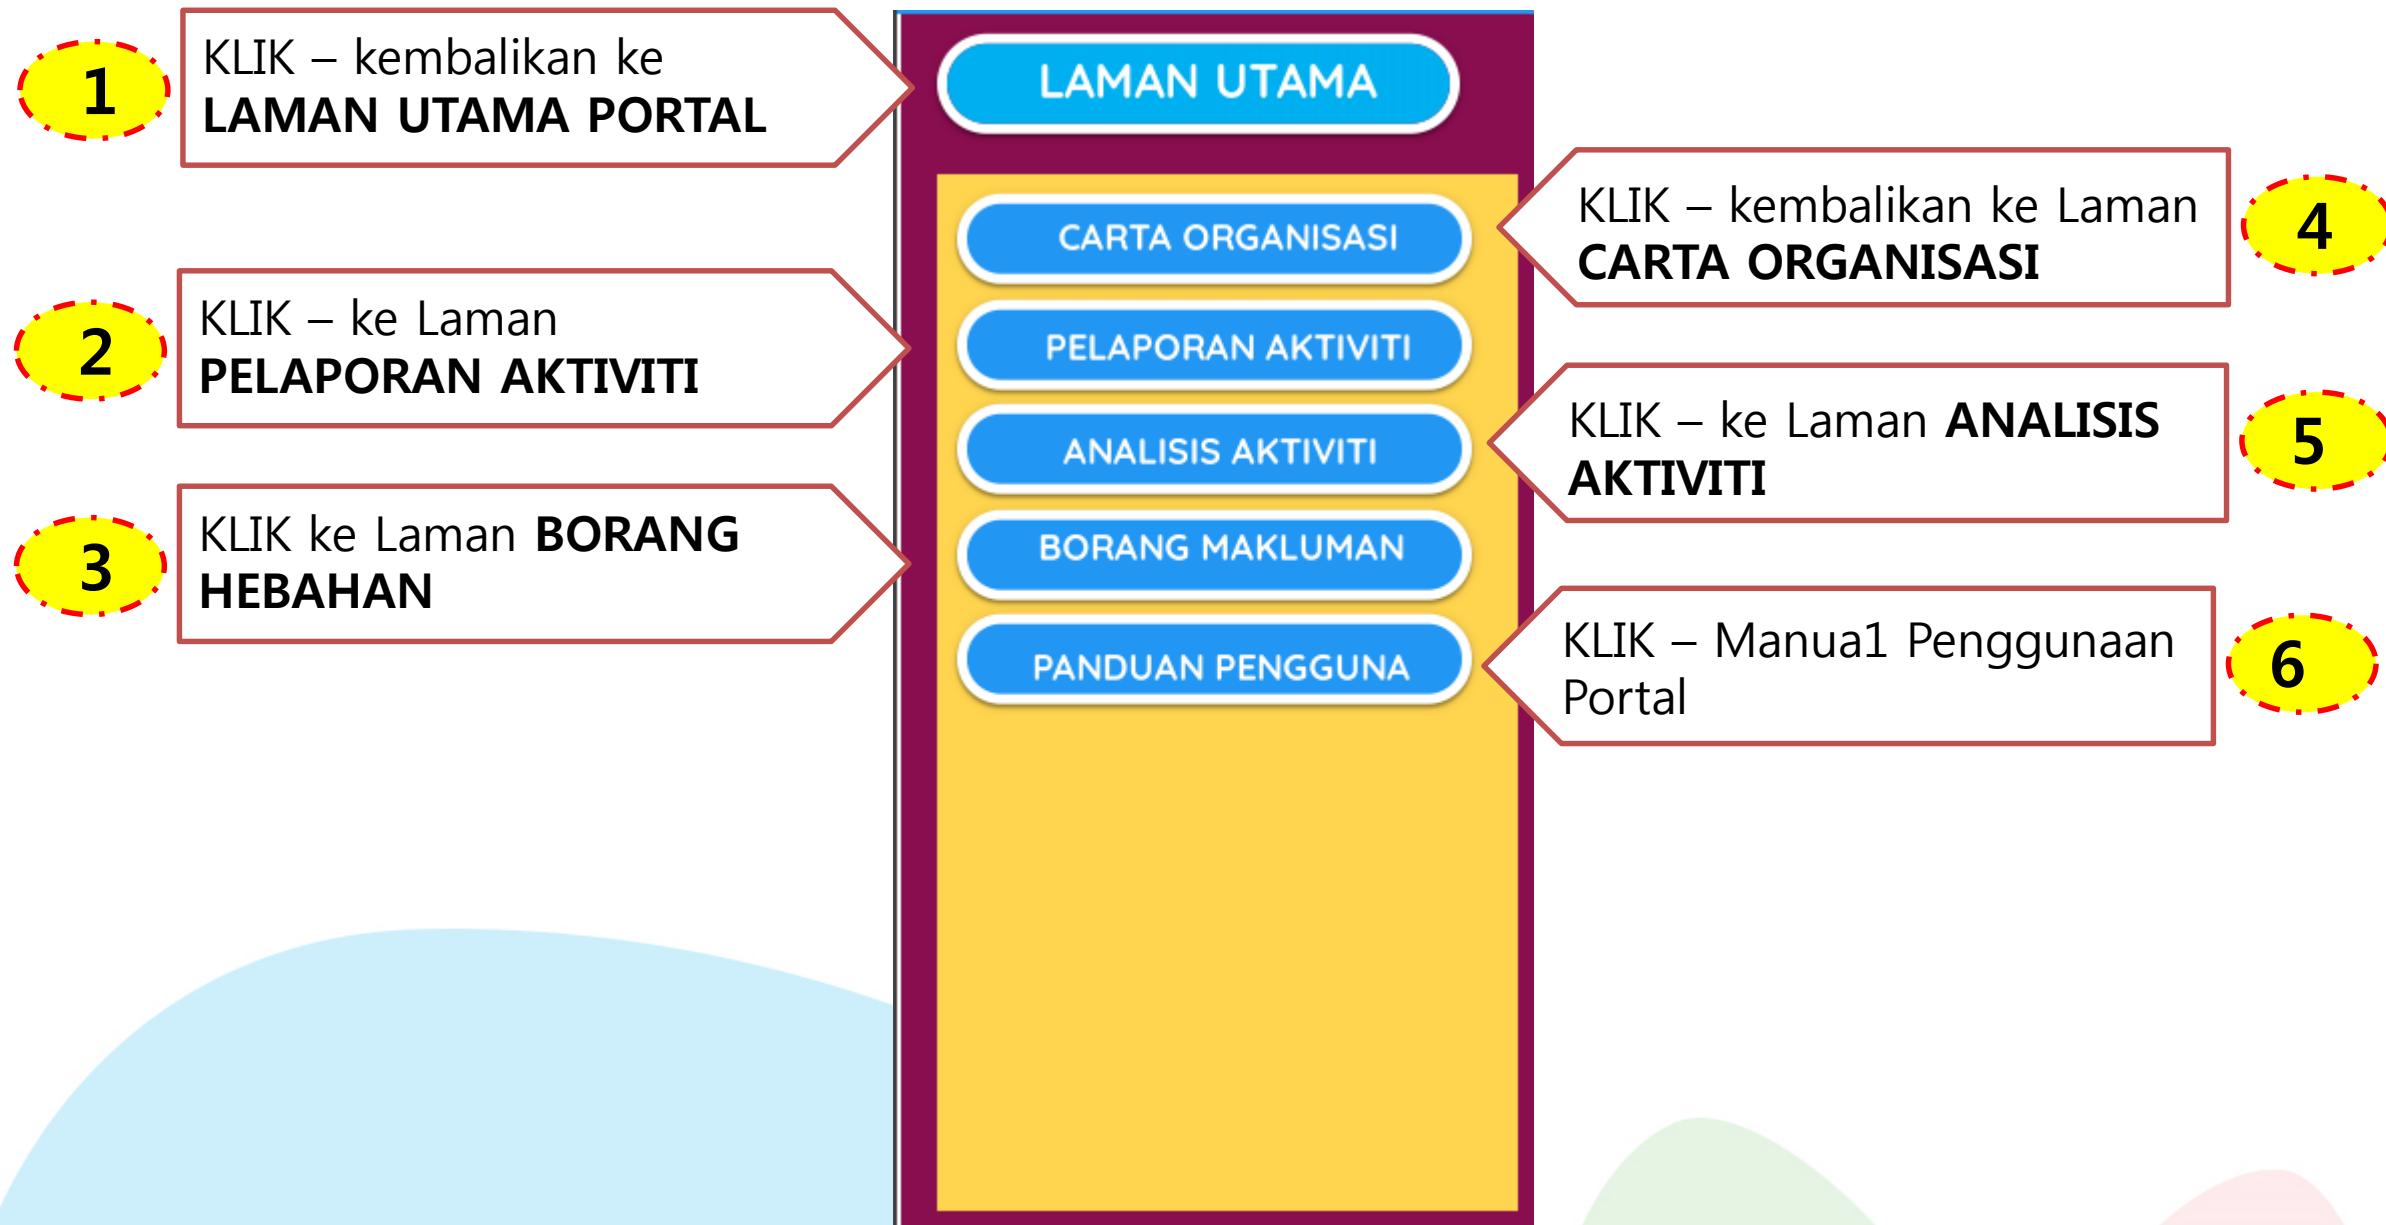 1
KLIK – kembalikan ke
LAMAN UTAMA PORTAL
2
KLIK – ke Laman
PELAPORAN AKTIVITI
3
KLIK ke Laman BORANG
HEBAHAN
LAMAN UTAMA
CARTA ORGANISASI
PELAPORAN AKTIVITI
ANALISIS AKTIVITI
BORANG MAKLUMAN
PANDUAN PENGGUNA
KLIK – kembalikan ke Laman
CARTA ORGANISASI
4
KLIK – ke Laman ANALISIS
AKTIVITI
5
KLIK – Manua1 Penggunaan
Portal
6